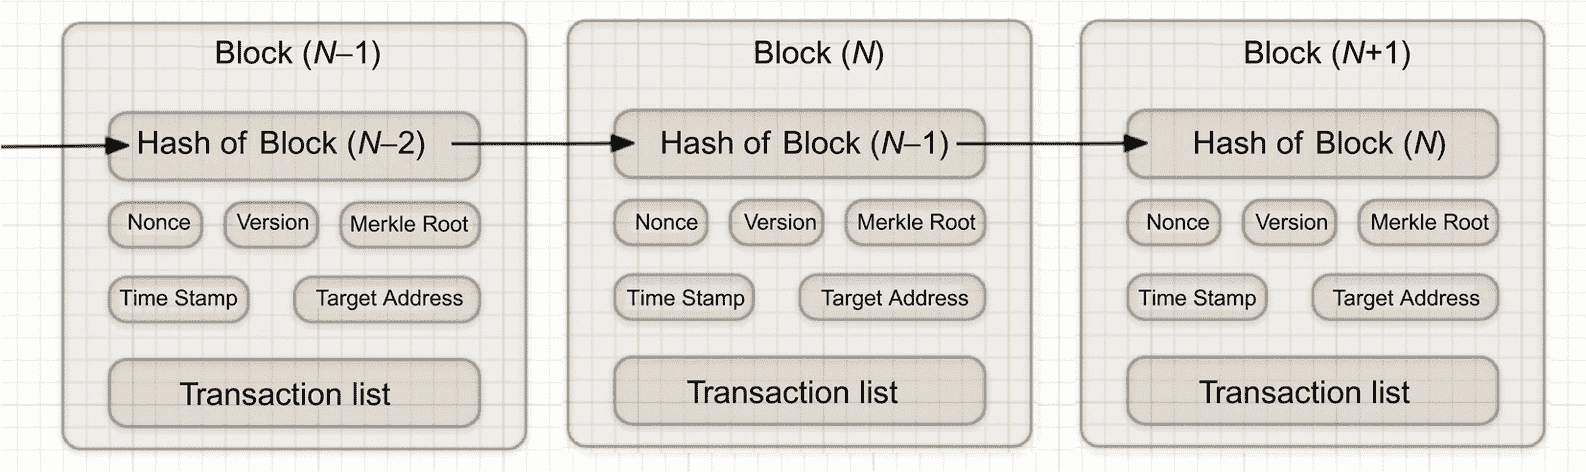 Block (N–1)
Hash of Block (N–2)
Nonce
Version
Merkle Root
Time Stamp
Target Address
Transaction list
Block (N)
Hash of Block (N–1)
Nonce
Version
Merkle Root
Time Stamp
Target Address
Transaction list
Block (N+1)
Hash of Block (N)
Nonce
Version
Merkle Root
Time Stamp
Target Address
Transaction list